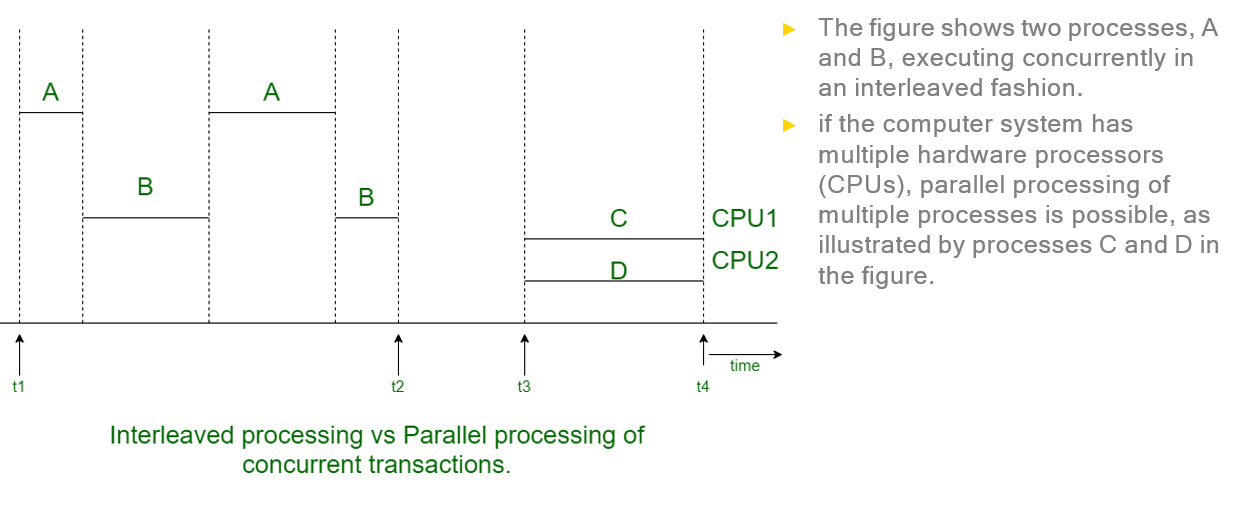 A
A
B
B
C
CPU1
D
CPU2
t1
t2
t3
t4
time
Interleaved processing vs Parallel processing of
concurrent transactions.
The figure shows two processes, A
and B, executing concurrently in
an interleaved fashion.
if the computer system has
multiple hardware processors
(CPUs), parallel processing of
multiple processes is possible, as
illustrated by processes C and D in
the figure.